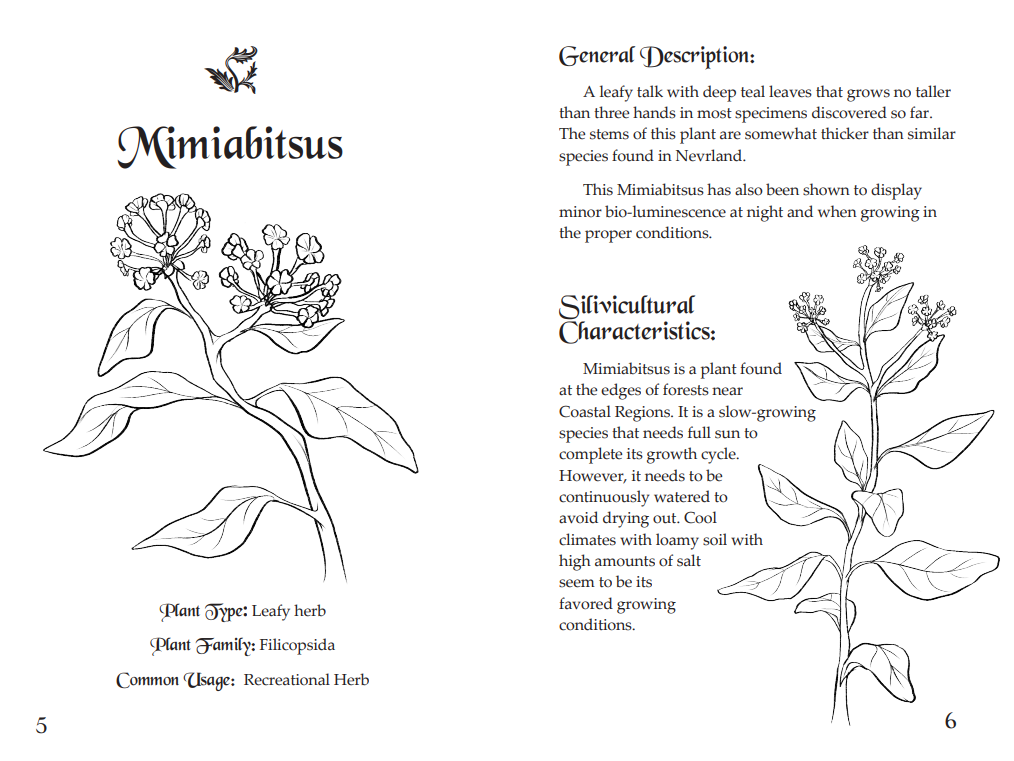 Mimiabitsus
Plant Type: Leafy herb
Plant Family: Filicopsida
Common Usage: Recreational Herb
5
General Description:
A leafy talk with deep teal leaves that grows no taller
than three hands in most specimens discovered so far.
The stems of this plant are somewhat thicker than similar
species found in Nevrland.
This Mimiabitsus has also been shown to display
minor bio-luminescence at night and when growing in
the proper conditions.
Silivicultural
Characteristics:
Mimiabitsus is a plant found
at the edges of forests near
Coastal Regions. It is a slow-growing
species that needs full sun to
complete its growth cycle.
However, it needs to be
continuously watered to
avoid drying out. Cool
climates with loamy soil with
high amounts of salt
seem to be its
favored growing
conditions.
6